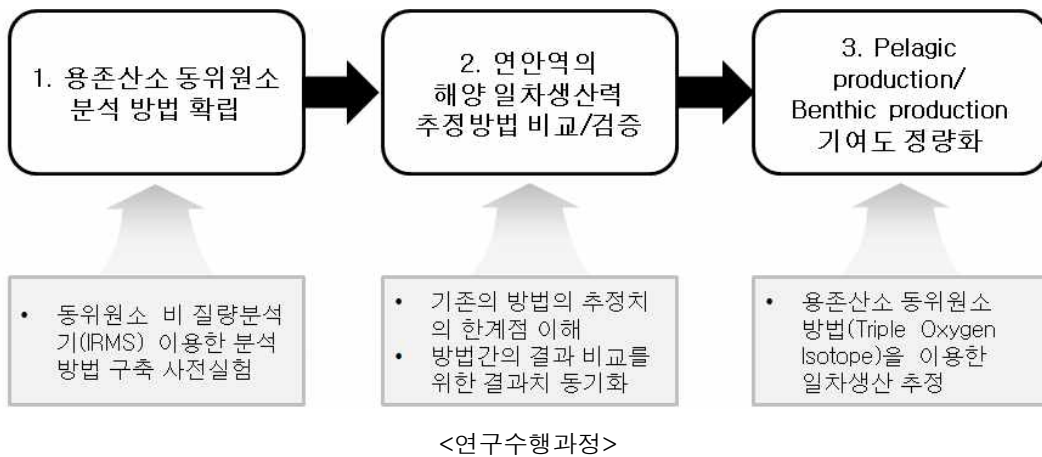 1. 용존산소 동위원소
분석 방법 확립
2. 연안역의
해양 일차생산력
추정방법 비교/검증
3. Pelagic
production/
Benthic production
기여도 정량화
• 동위원소 비 질량분석
기(IRMS) 이용한 분석
방법 구축 사전실험
• 기존의 방법의 추정치
의 한계점 이해
• 방법간의 결과 비교를
위한 결과치 동기화
• 용존산소 동위원소
방법(Triple Oxygen
Isotope)을 이용한
일차생산 추정
<연구수행과정>